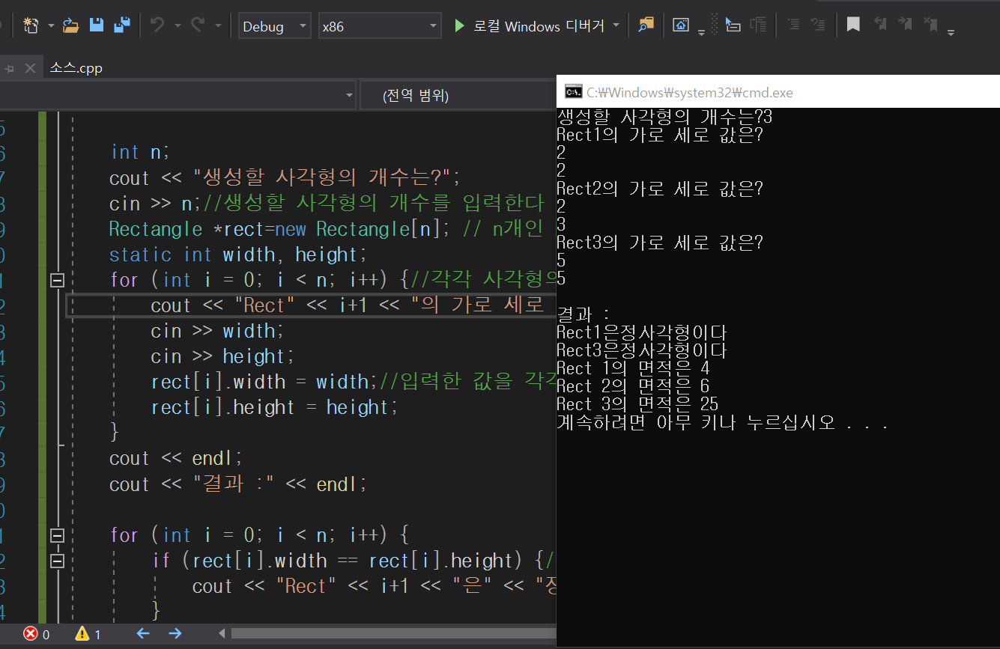 Debug x86 로컬 Windows 디버거
소스.cpp
(전역 범위)
int n;
cout << "생성할 사각형의 개수는?";
cin >> n;//생성할 사각형의 개수를 입력한다
Rectangle *rect=new Rectangle[n]; // n개인
static int width, height;
for (int i = 0; i < n; i++) {//각각 사각형의
cout << "Rect" << i+1 << "의 가로 세로
cin >> width;
cin >> height;
rect[i].width = width;//입력한 값을 각각
rect[i].height = height;
}
cout << endl;
cout << "결과 :" << endl;
for (int i = 0; i < n; i++) {
if (rect[i].width == rect[i].height) {/
cout << "Rect" << i+1 << "은" << "정
}
0 1
C:\Windows\system32\cmd.exe
생성할 사각형의 개수는?3
Rect1의 가로 세로 값은?
2
2
Rect2의 가로 세로 값은?
2
3
Rect3의 가로 세로 값은?
5
5
결과 :
Rect1은정사각형이다
Rect3은정사각형이다
Rect 1의 면적은 4
Rect 2의 면적은 6
Rect 3의 면적은 25
계속하려면 아무 키나 누르십시오 . . .